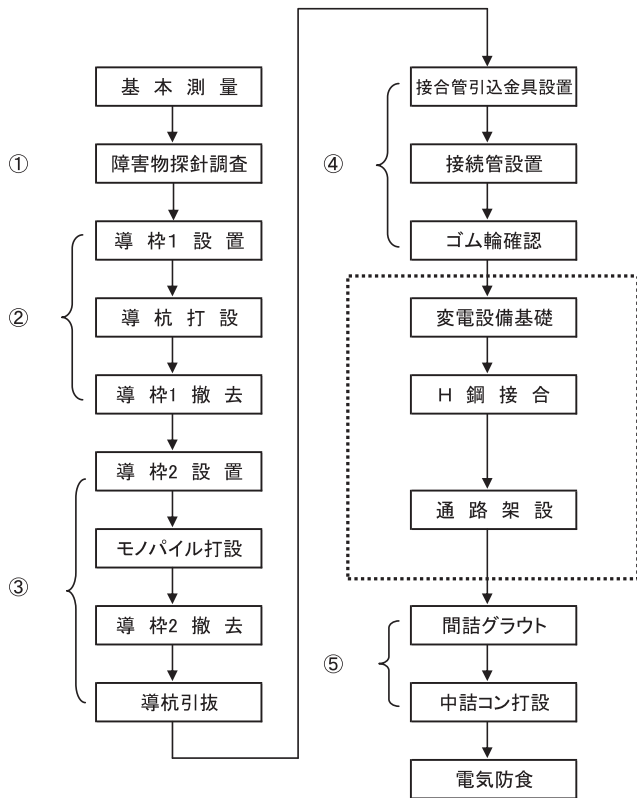 基 本 測 量
①
障害物探針調査
導 枠1 設 置
②
導 杭 打 設
導 枠1 撤 去
導 枠2 設 置
モノパイル打設
③
導 枠2 撤 去
導杭引抜
接合管引込金具設置
④
接続管設置
ゴム輪確認
変電設備基礎
H 鋼 接 合
通 路 架 設
間詰グラウト
⑤
中詰コン打設
電気防食